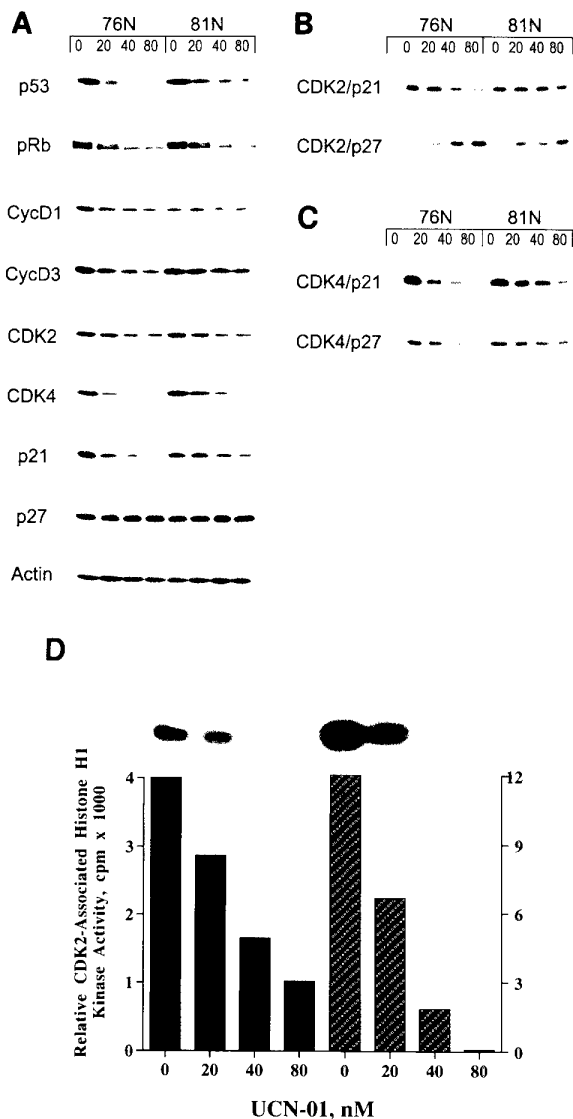 A
76N 81N
0 20 40 80 0 20 40 80
p53
pRb
CycD1
CycD3
CDK2
CDK4
p21
p27
Actin
B
76N 81N
0 20 40 80 0 20 40 80
CDK2/p21
CDK2/p27
C
76N 81N
0 20 40 80 0 20 40 80
CDK4/p21
CDK4/p27
D
Relative CDK2-Associated Histone H1
Kinase Activity, cpm x 1000
4
3
2
1
0
12
9
6
3
0
0 20 40 80 0 20 40 80
UCN-01, nM